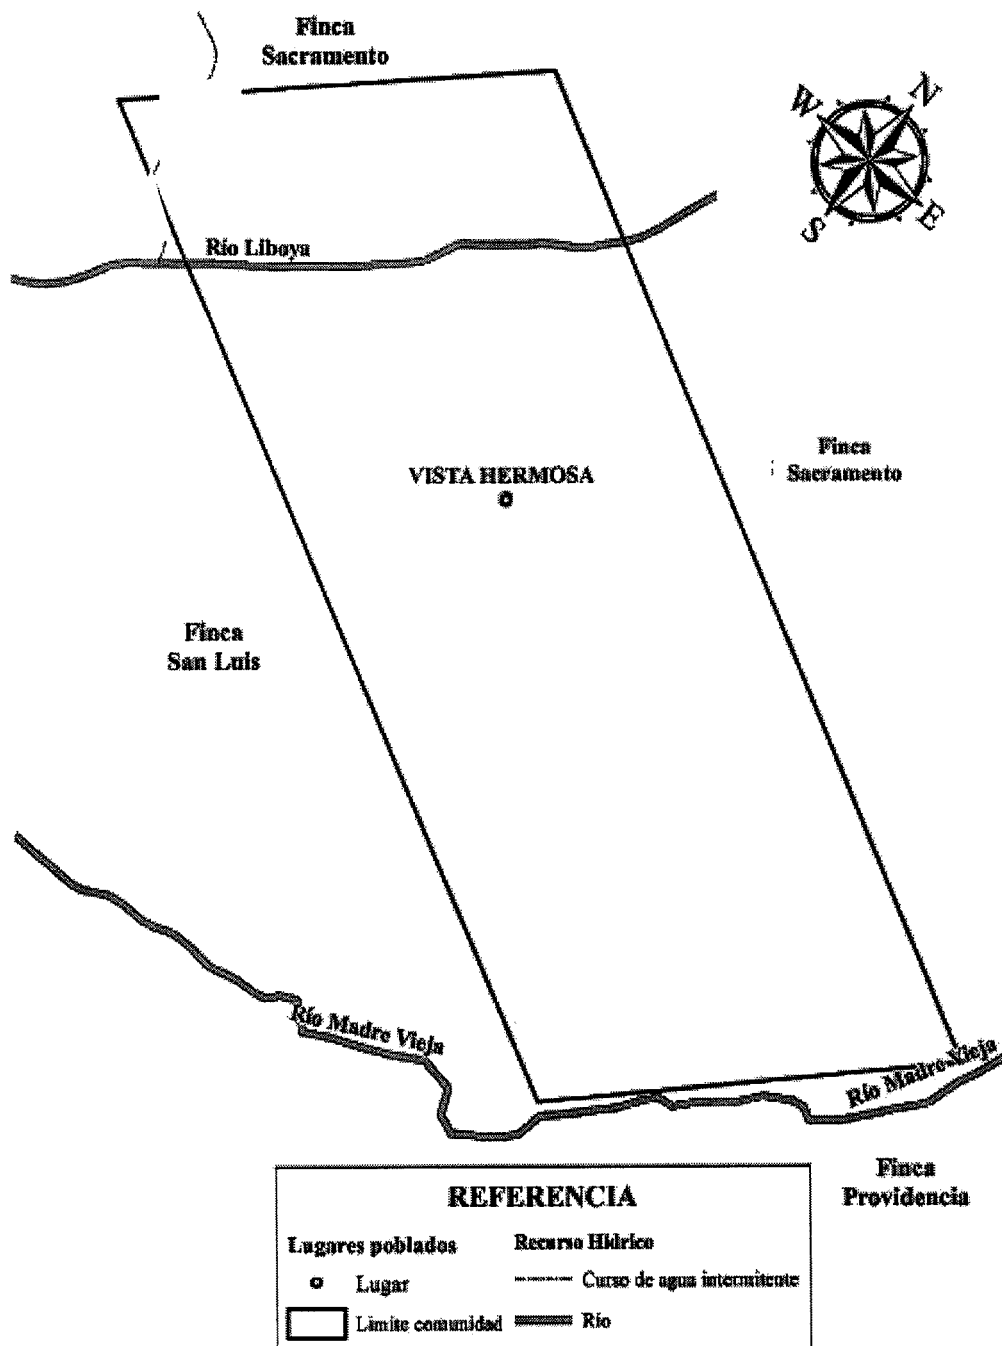 Finca
Sacramento
W N
S E
Río Liboya
VISTA HERMOSA
Finca
Sacramento
Finca
San Luis
Río Madre Vieja
Río Madre Vieja
Finca
Providencia
REFERENCIA
Lugares poblados
Recurso Hídrico
Lugar
Curso de agua intermitente
Límite comunidad
Río